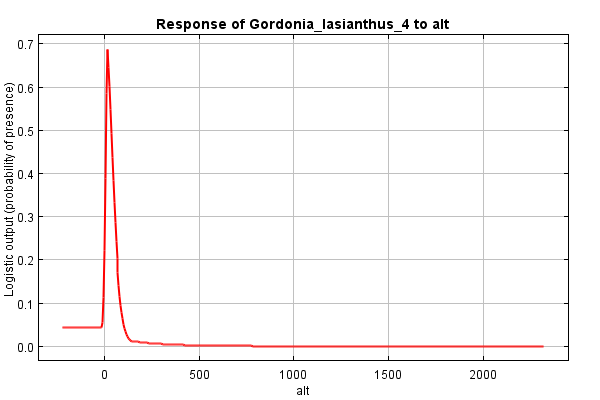 Response of Gordonia_lasianthus_4 to alt
Logistic output (probability of presence)
0.7
0.6
0.5
0.4
0.3
0.2
0.1
0.0
0 500 1000 1500 2000
alt